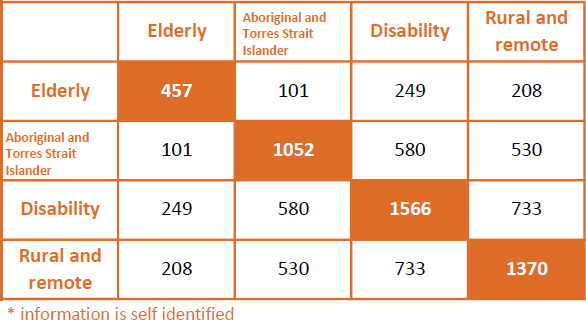 Elderly
Aboriginal and
Torres Strait
Islander
Disability
Rural and
remote
Elderly
457
101
249
208
Aboriginal and
Torres Strait
Islander
101
1052
580
530
Disability
249
580
1566
733
Rural and
remote
208
530
733
1370
* information is self identified